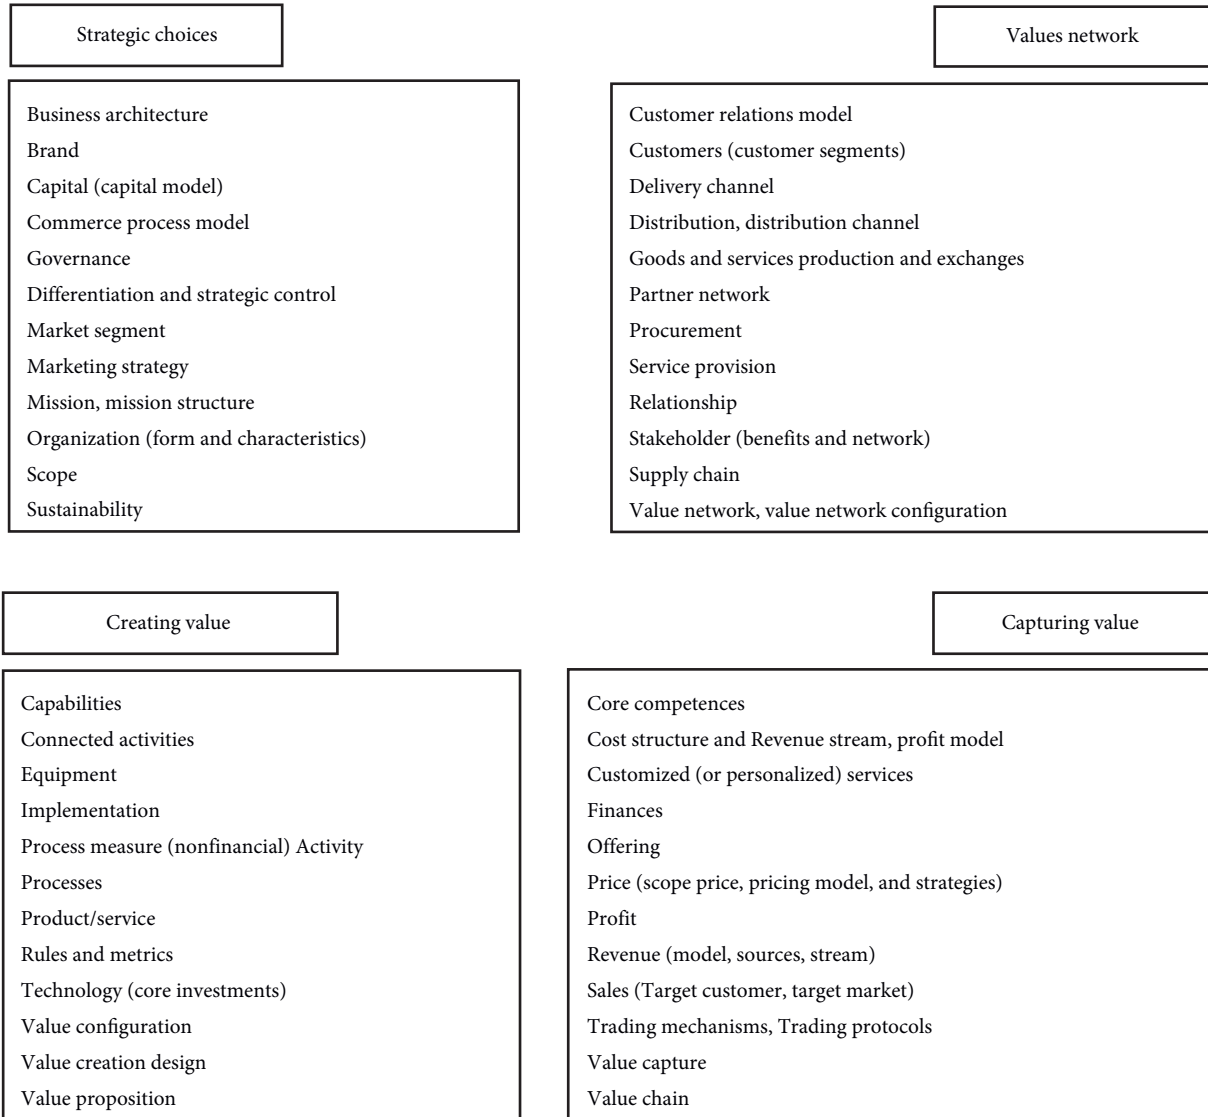 Strategic choices
Business architecture
Brand
Capital (capital model)
Commerce process model
Governance
Differentiation and strategic control
Market segment
Marketing strategy
Mission, mission structure
Organization (form and characteristics)
Scope
Sustainability
Values network
Customer relations model
Customers (customer segments)
Delivery channel
Distribution, distribution channel
Goods and services production and exchanges
Partner network
Procurement
Service provision
Relationship
Stakeholder (benefits and network)
Supply chain
Value network, value network configuration
Creating value
Capabilities
Connected activities
Equipment
Implementation
Process measure (nonfinancial) Activity
Processes
Product/service
Rules and metrics
Technology (core investments)
Value configuration
Value creation design
Value proposition
Capturing value
Core competences
Cost structure and Revenue stream, profit model
Customized (or personalized) services
Finances
Offering
Price (scope price, pricing model, and strategies)
Profit
Revenue (model, sources, stream)
Sales (Target customer, target market)
Trading mechanisms, Trading protocols
Value capture
Value chain